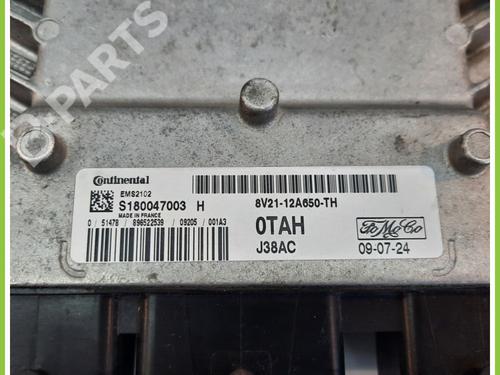 B-PARTS
Continental
EMS2102
S180047003 H
MADE IN FRANCE
0 / 51478 / 896522539 / 09205 / 001A3
8V21-12A650-TH
0TAH
J38AC
FoMoCo
09-07-24